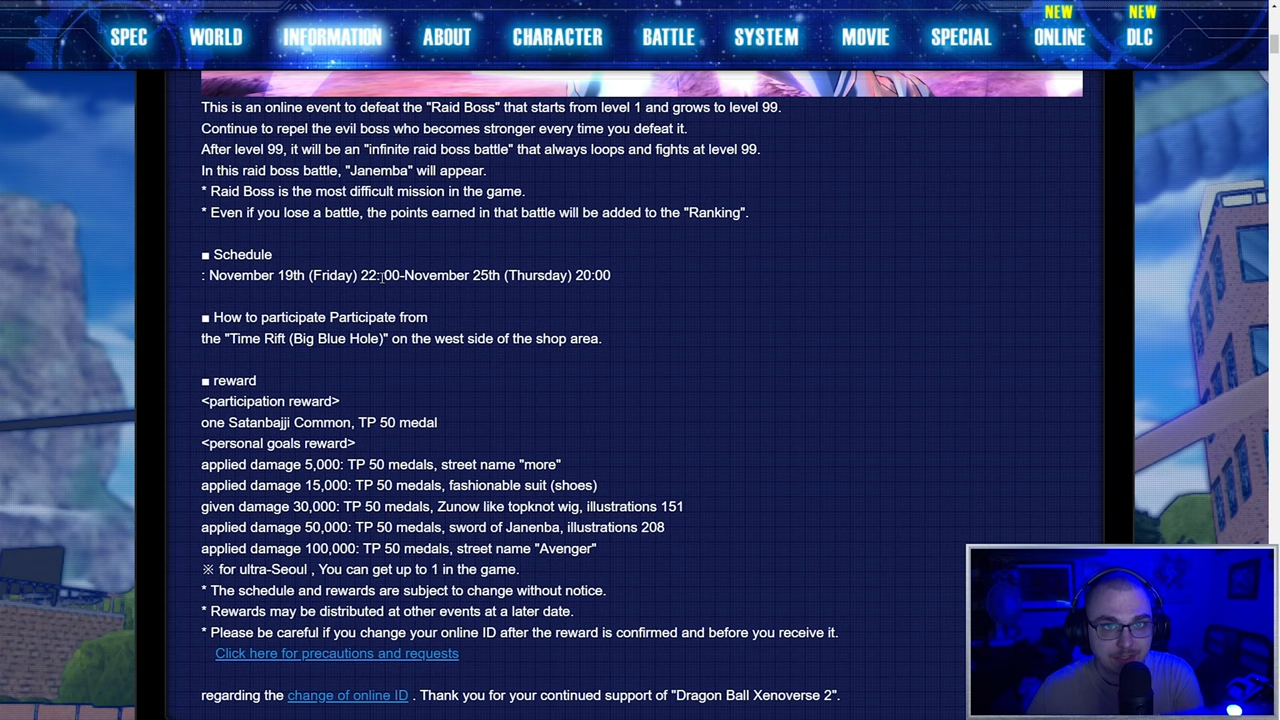 NEW NEW
SPEC WORLD INFORMATION ABOUT CHARACTER BATTLE SYSTEM MOVIE SPECIAL ONLINE DLC
This is an online event to defeat the "Raid Boss" that starts from level 1 and grows to level 99.
Continue to repel the evil boss who becomes stronger every time you defeat it.
After level 99, it will be an "infinite raid boss battle" that always loops and fights at level 99.
In this raid boss battle, "Janemba" will appear.
* Raid Boss is the most difficult mission in the game.
* Even if you lose a battle, the points earned in that battle will be added to the "Ranking".
■ Schedule
: November 19th (Friday) 22:00-November 25th (Thursday) 20:00
■ How to participate Participate from
the "Time Rift (Big Blue Hole)" on the west side of the shop area.
■ reward
<participation reward>
one Satanbajji Common, TP 50 medal
<personal goals reward>
applied damage 5,000: TP 50 medals, street name "more"
applied damage 15,000: TP 50 medals, fashionable suit (shoes)
given damage 30,000: TP 50 medals, Zunow like topknot wig, illustrations 151
applied damage 50,000: TP 50 medals, sword of Janenba, illustrations 208
applied damage 100,000: TP 50 medals, street name "Avenger"
※ for ultra-Seoul , You can get up to 1 in the game.
* The schedule and rewards are subject to change without notice.
* Rewards may be distributed at other events at a later date.
* Please be careful if you change your online ID after the reward is confirmed and before you receive it.
Click here for precautions and requests
regarding the change of online ID . Thank you for your continued support of "Dragon Ball Xenoverse 2".